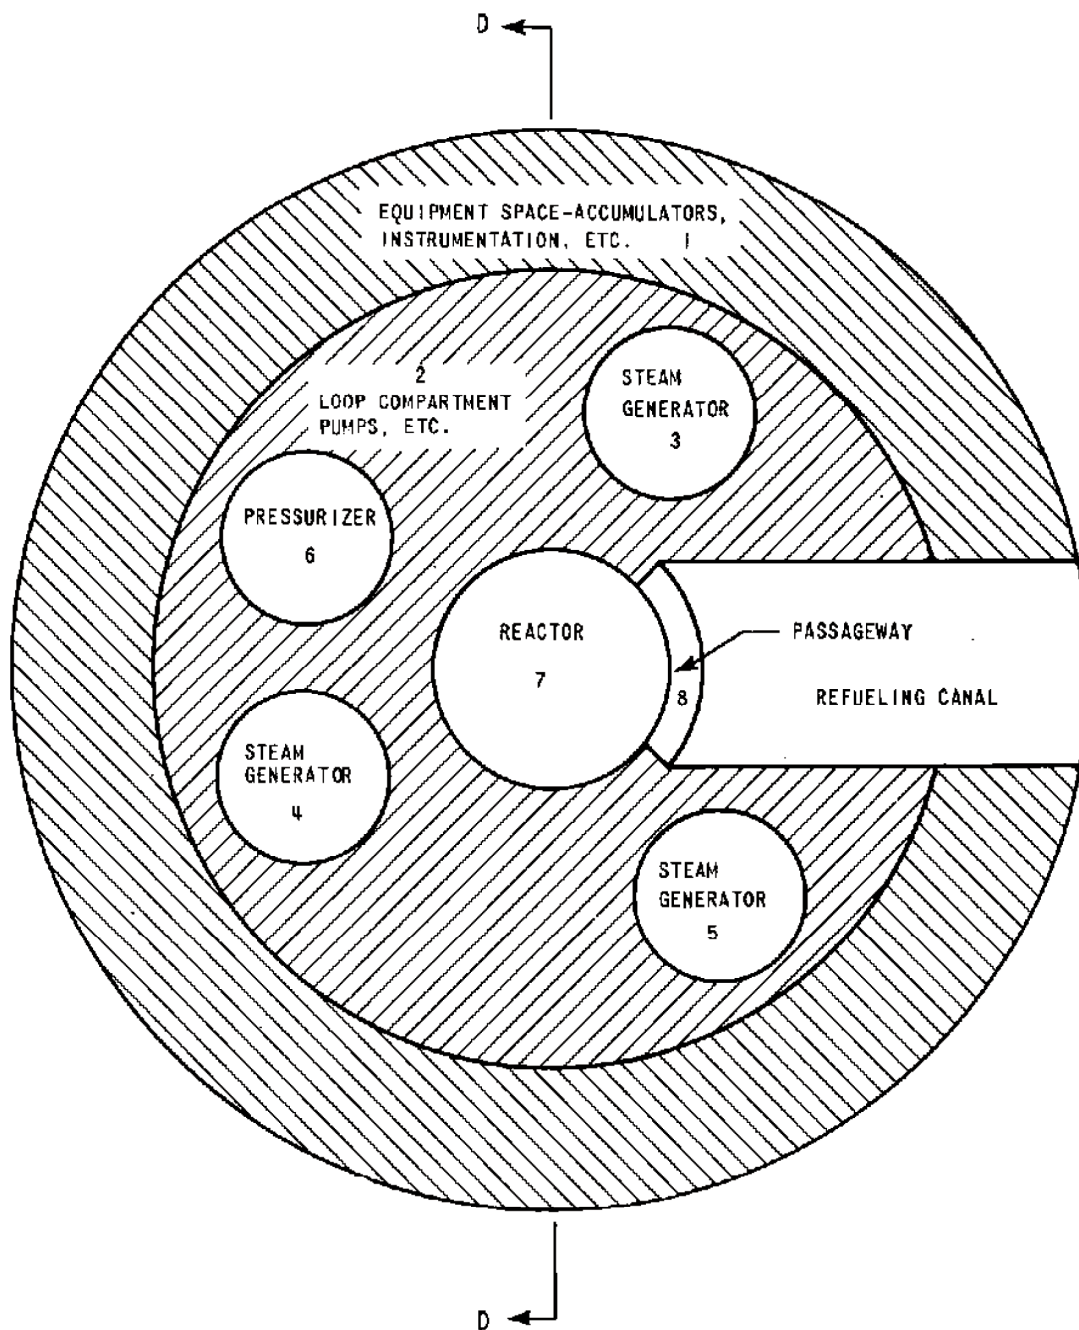 D
EQUIPMENT SPACE-ACCUMULATORS,
INSTRUMENTATION, ETC. 1
2
LOOP COMPARTMENT
PUMPS, ETC.
STEAM
GENERATOR
3
PRESSURIZER
6
REACTOR
7
8
PASSAGEWAY
REFUELING CANAL
STEAM
GENERATOR
4
STEAM
GENERATOR
5
D